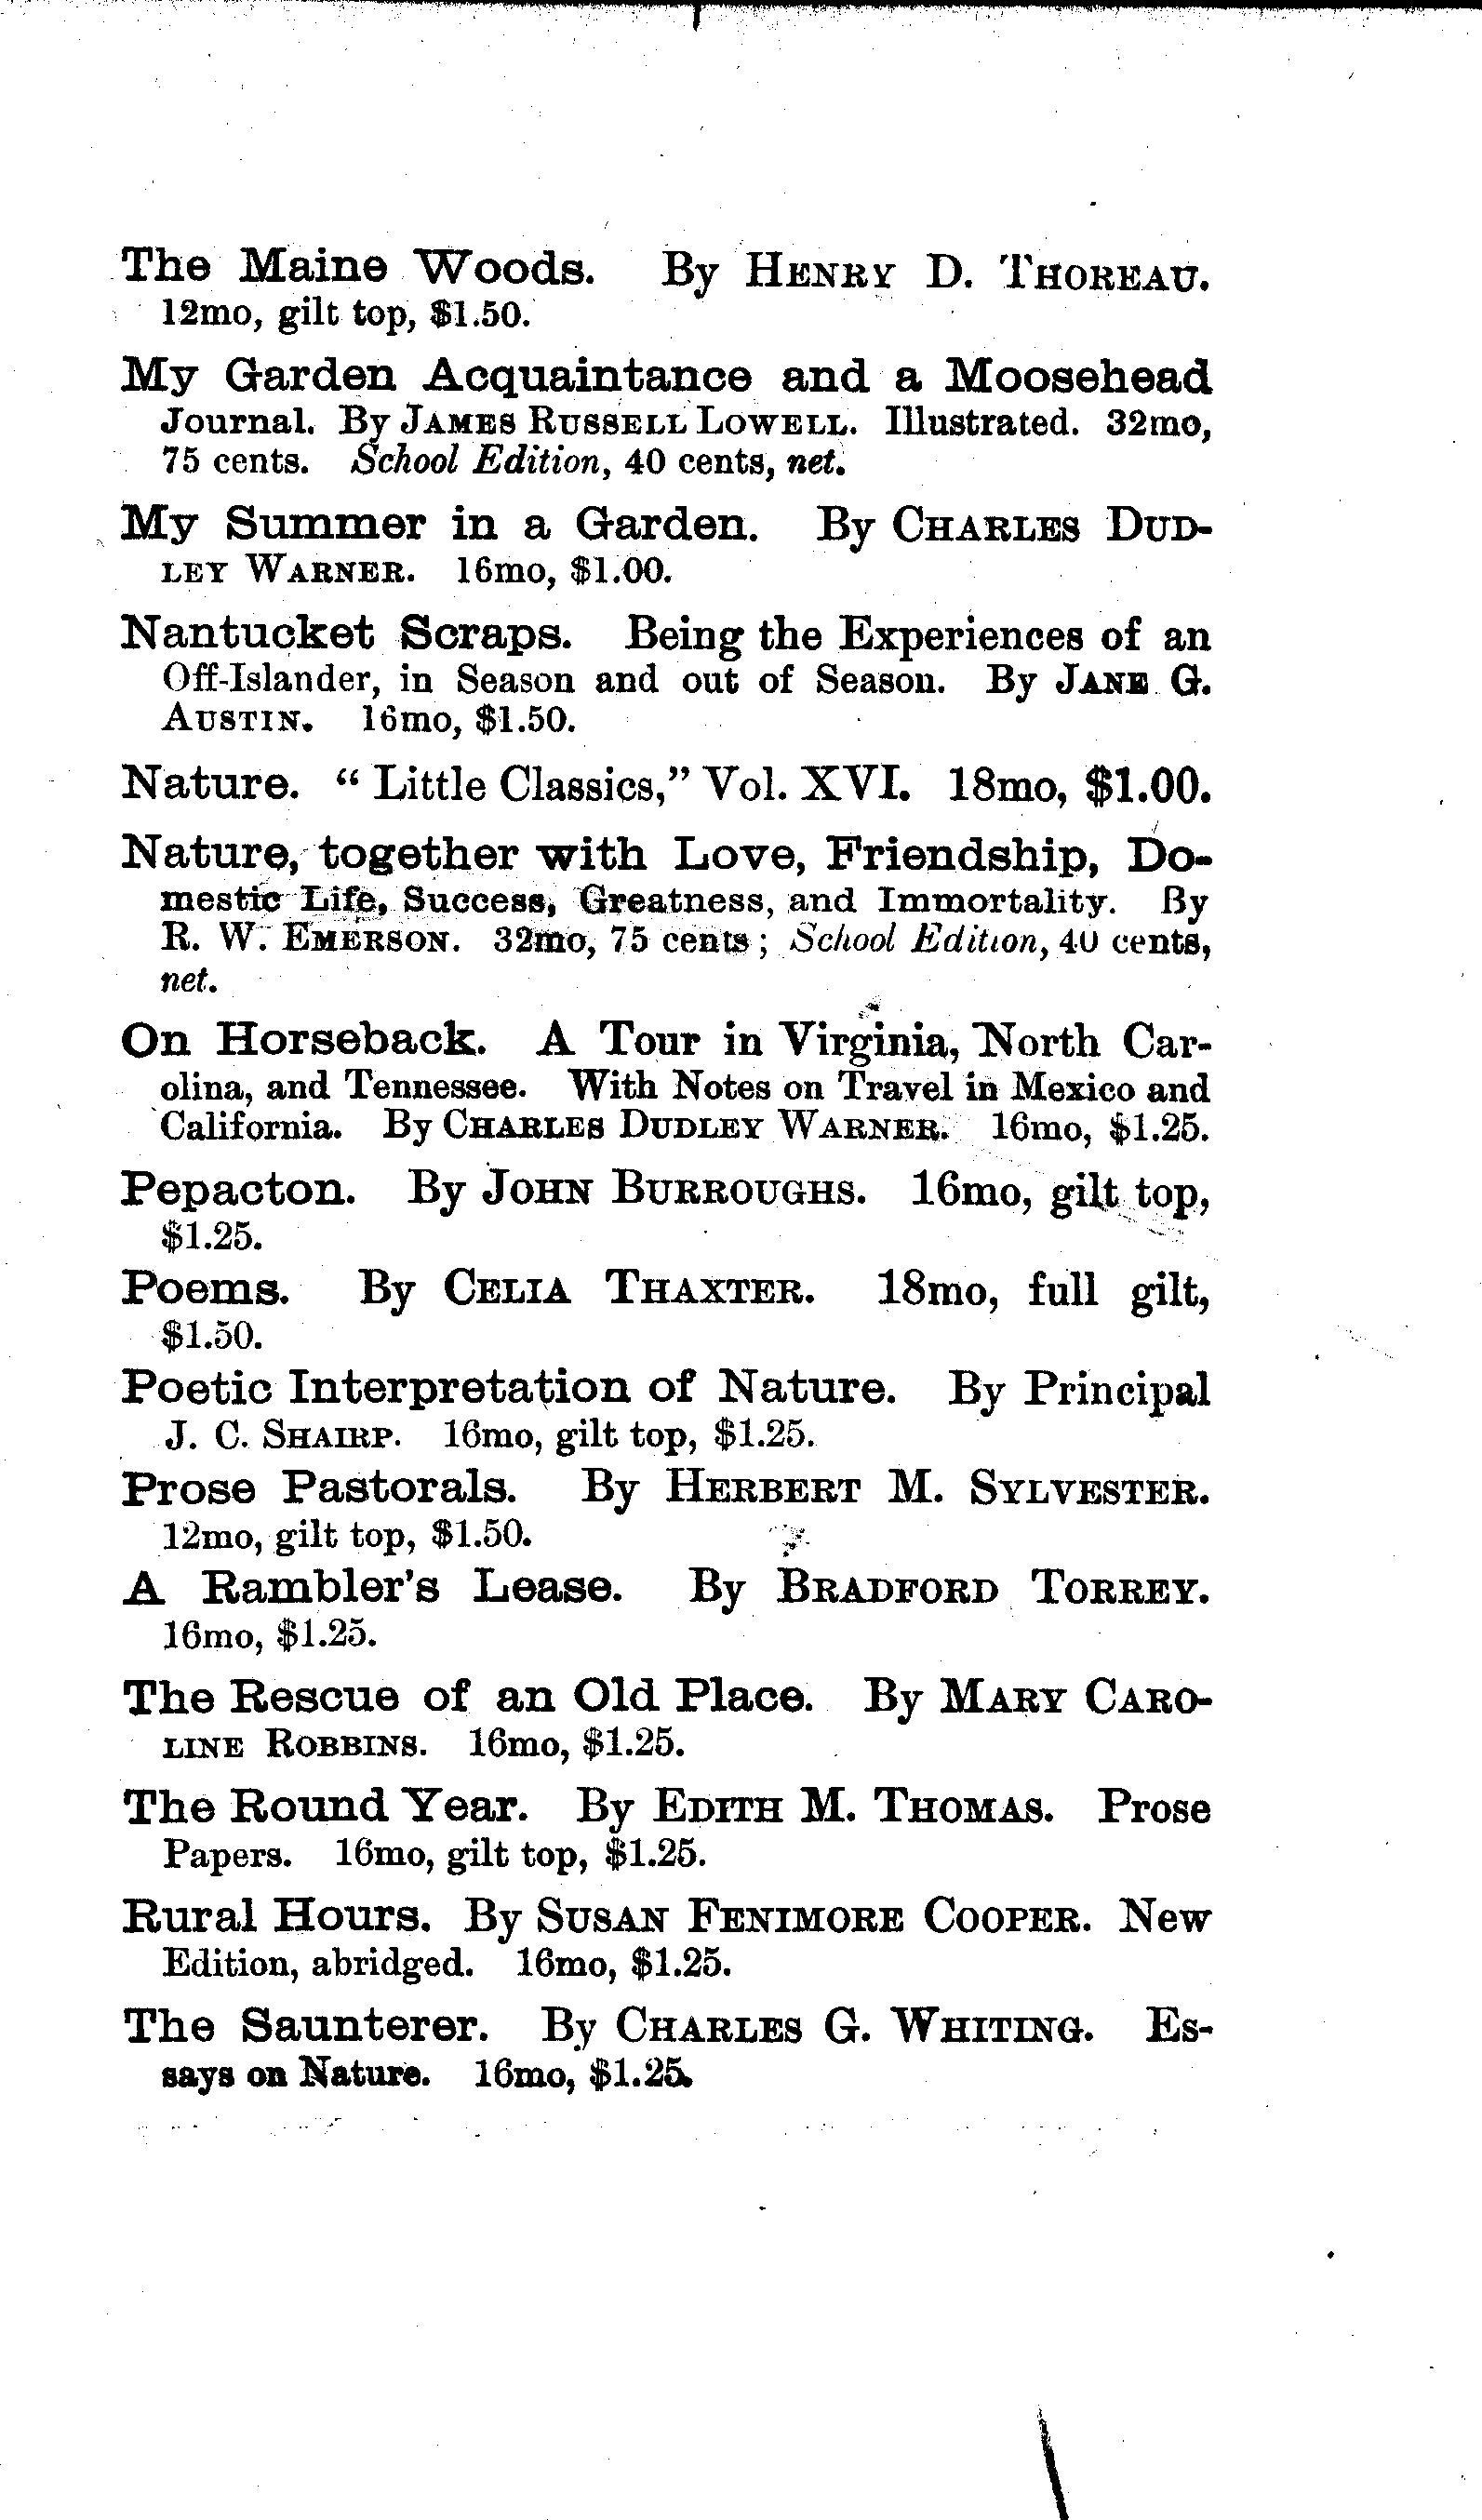 The Maine Woods. By HENRY D. THOREAU.
12mo, gilt top, $1.50.
My Garden Acquaintance and a Moosehead
Journal. By JAMES RUSSELL LOWELL. Illustrated. 32mo,
75 cents. School Edition, 40 cents, net.
My Summer in a Garden. By CHARLES DUD-
LEY WARNER. 16mo, $1.00.
Nantucket Scraps. Being the Experiences of an
Off-Islander, in Season and out of Season. By JANE G.
AUSTIN. 16mo, $1.50.
Nature. "Little Classics," Vol. XVI. 18mo, $1.00.
Nature, together with Love, Friendship, Do-
mestic Life, Success, Greatness, and Immortality. By
R. W. EMERSON. 32mo, 75 cents; School Edition, 40 cents,
net.
On Horseback. A Tour in Virginia, North Car-
olina, and Tennessee. With Notes on Travel in Mexico and
California. By CHARLES DUDLEY WARNER. 16mo, $1.25.
Pepacton. By JOHN BURROUGHS. 16mo, gilt top,
$1.25.
Poems. By CELIA THAXTER. 18mo, full gilt,
$1.50.
Poetic Interpretation of Nature. By Principal
J. C. SHAIRP. 16mo, gilt top, $1.25.
Prose Pastorals. By HERBERT M. SYLVESTER.
12mo, gilt top, $1.50.
A Rambler's Lease. By BRADFORD TORREY.
16mo, $1.25.
The Rescue of an Old Place. By MARY CARO-
LINE ROBBINS. 16mo, $1.25.
The Round Year. By EDITH M. THOMAS. Prose
Papers. 16mo, gilt top, $1.25.
Rural Hours. By SUSAN FENIMORE COOPER. New
Edition, abridged. 16mo, $1.25.
The Saunterer. By CHARLES G. WHITING. Es-
says on Nature. 16mo, $1.25.